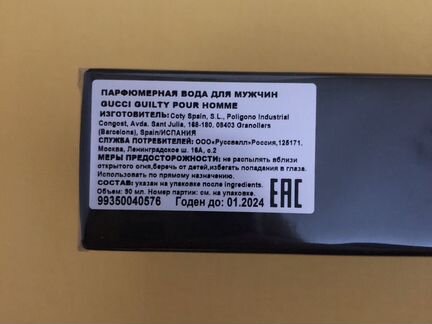 ПАРФЮМЕРНАЯ ВОДА ДЛЯ МУЖЧИН
GUCCI GUILTY POUR HOMME
ИЗГОТОВИТЕЛЬ: Coty Spain, S.L., Poligono Industrial
Congost, Avda. Sant Julia, 168-180, 08403 Granollers
(Barcelons), Spain/ИСПАНИЯ
СЛУЖБА ПОТРЕБИТЕЛЕЙ: ООО«Руссвелл»Россия,125171.
Москва, Ленинградское ш. 16А, с.2
МЕРЫ ПРЕДОСТОРОЖНОСТИ: не распылять вблизи
открытого огня,беречь от детей,избегать попадания в глаза.
Использовать по прямому назначению.
СОСТАВ: указан на упаковке после ingredients.
Объем: 90 мл. Номер партии: см. на упаковке.
99350040576 Годен до: 01.2024
EAC